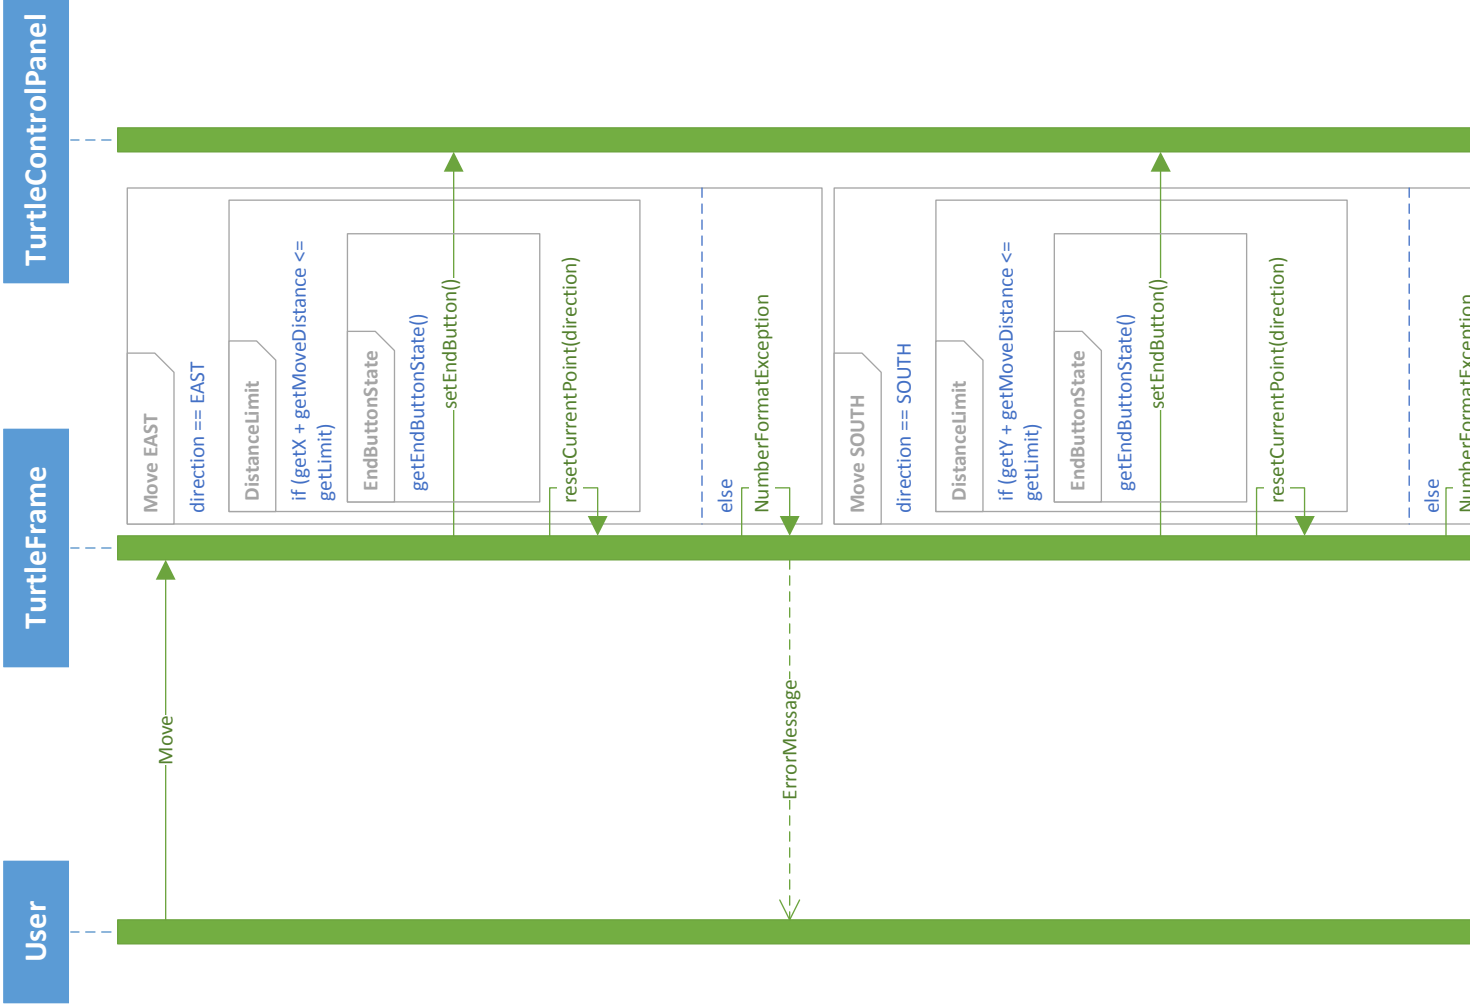 User
TurtleFrame
TurtleControlPanel
Move
Move EAST
direction == EAST
DistanceLimit
if (getX + getMoveDistance <=
getLimit)
EndButtonState
getEndButtonState()
setEndButton()
resetCurrentPoint(direction)
else
NumberFormatException
ErrorMessage
Move SOUTH
direction == SOUTH
DistanceLimit
if (getY + getMoveDistance <=
getLimit)
EndButtonState
getEndButtonState()
setEndButton()
resetCurrentPoint(direction)
else
NumberFormatException